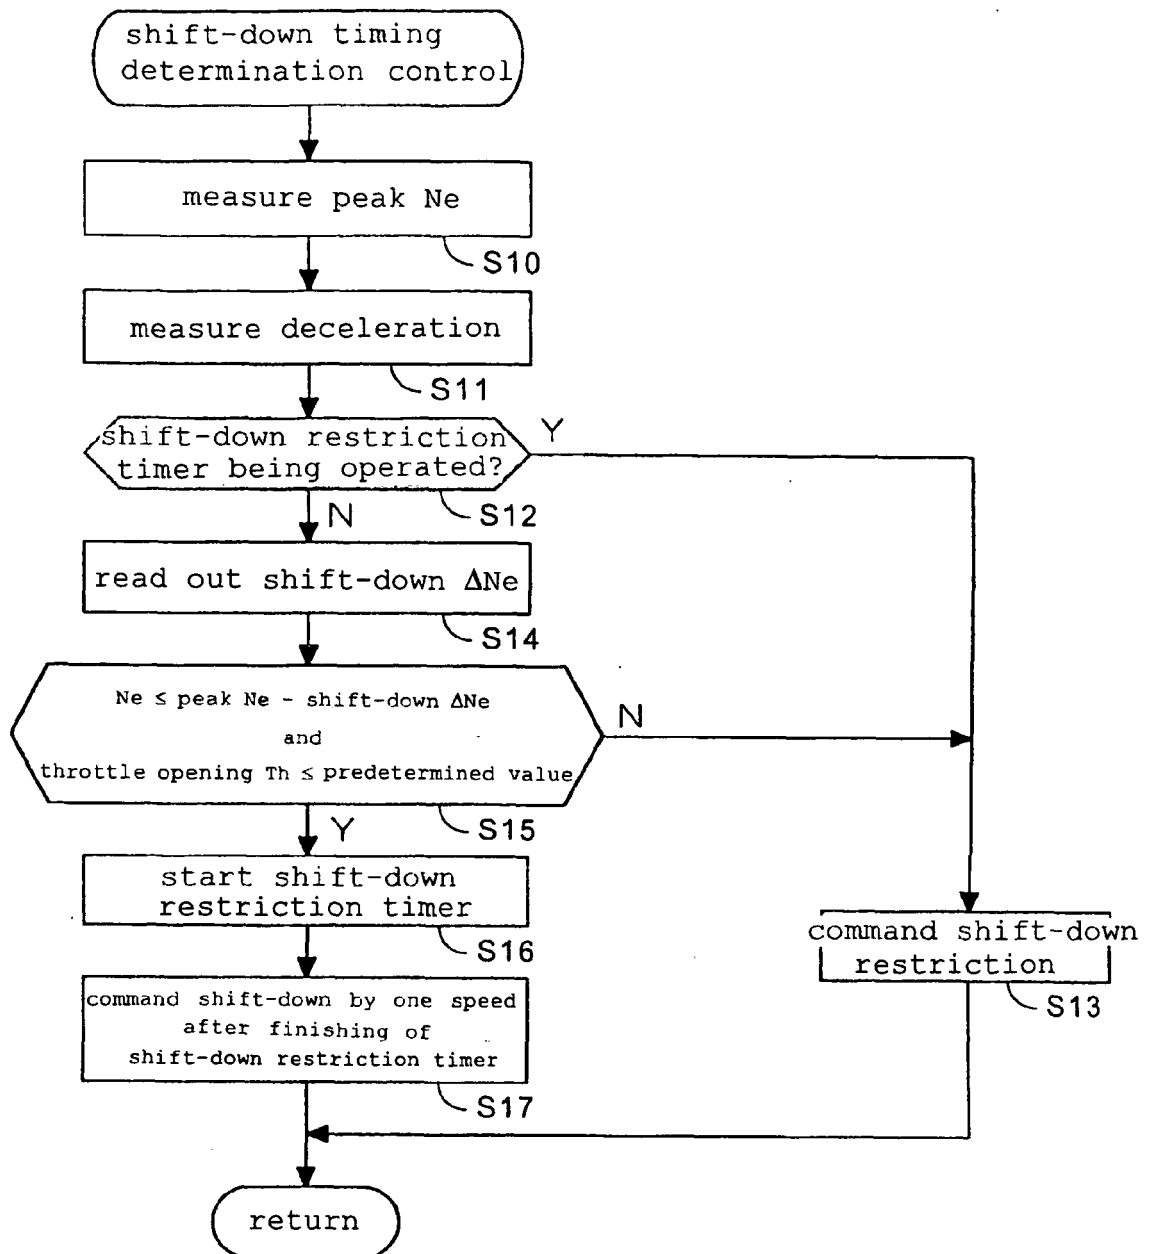 shift-down timing
determination control
measure peak Ne
S10
measure deceleration
S11
shift-down restriction
timer being operated?
Y
S12
N
read out shift-down ΔNe
S14
Ne ≤ peak Ne - shift-down ΔNe
and
throttle opening Th ≤ predetermined value
N
S15
Y
start shift-down
restriction timer
S16
command shift-down
restriction
S13
command shift-down by one speed
after finishing of
shift-down restriction timer
S17
return